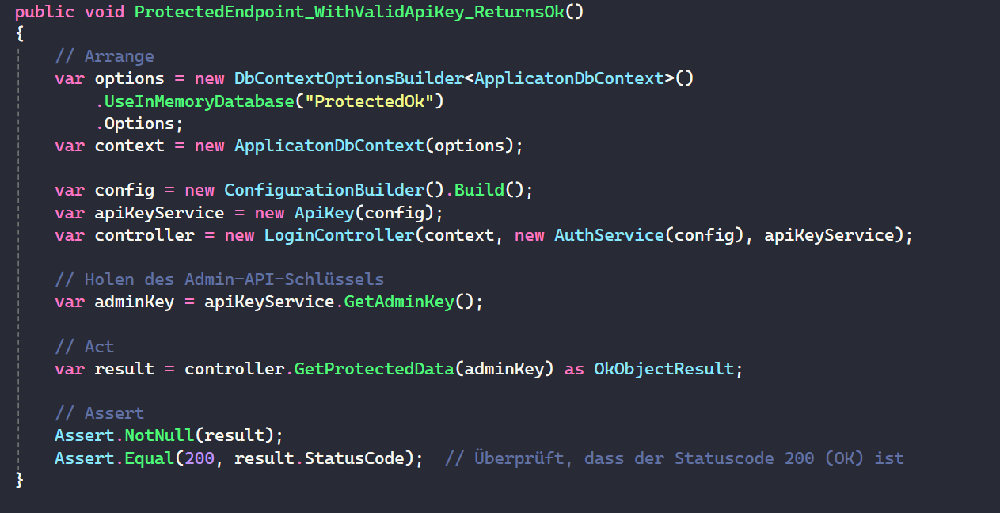 public void ProtectedEndpoint_WithValidApiKey_ReturnsOk()
{
    // Arrange
    var options = new DbContextOptionsBuilder<ApplicatonDbContext>()
        .UseInMemoryDatabase("ProtectedOk")
        .Options;
    var context = new ApplicatonDbContext(options);

    var config = new ConfigurationBuilder().Build();
    var apiKeyService = new ApiKey(config);
    var controller = new LoginController(context, new AuthService(config), apiKeyService);

    // Holen des Admin-API-Schlüssels
    var adminKey = apiKeyService.GetAdminKey();

    // Act
    var result = controller.GetProtectedData(adminKey) as OkObjectResult;

    // Assert
    Assert.NotNull(result);
    Assert.Equal(200, result.StatusCode);  // Überprüft, dass der Statuscode 200 (OK) ist
}